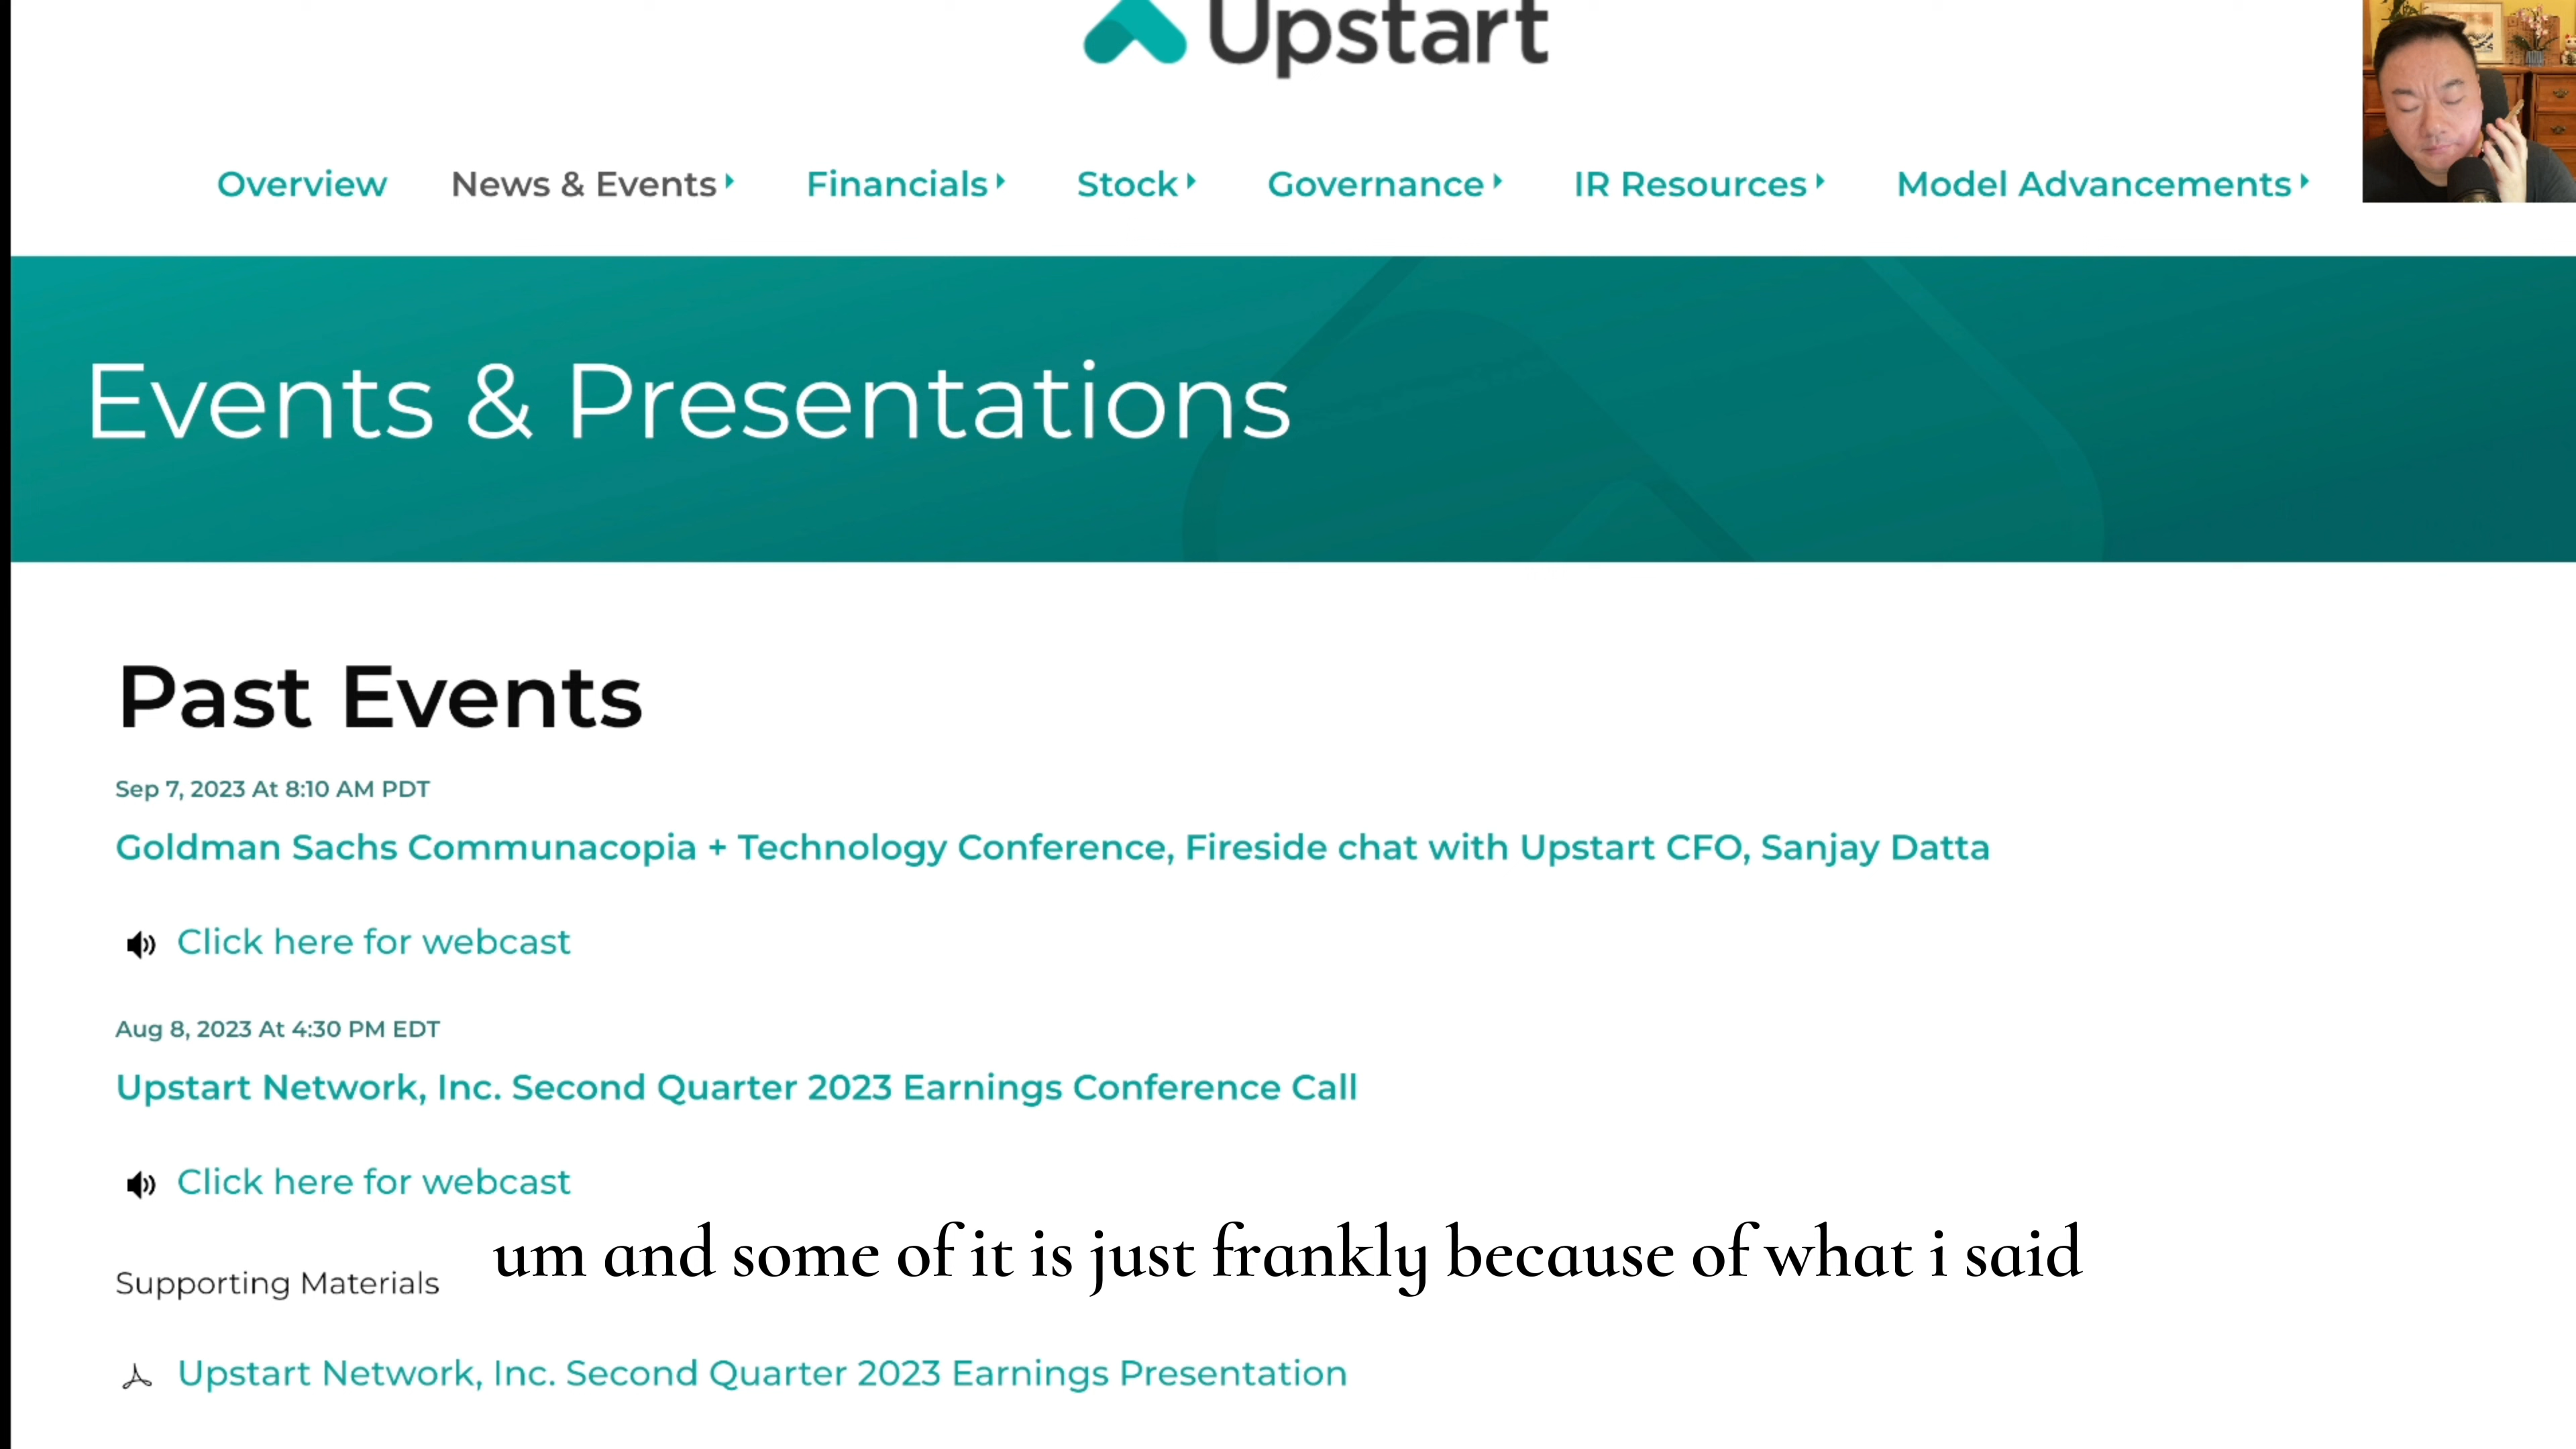 Upstart
Overview
News & Events
Financials
Stock
Governance
IR Resources
Model Advancements
Events & Presentations
Past Events
Sep 7, 2023 At 8:10 AM PDT
Goldman Sachs Communacopia + Technology Conference, Fireside chat with Upstart CFO, Sanjay Datta
Click here for webcast
Aug 8, 2023 At 4:30 PM EDT
Upstart Network, Inc. Second Quarter 2023 Earnings Conference Call
Click here for webcast
um and some of it is just frankly because of what i said
Supporting Materials
Upstart Network, Inc. Second Quarter 2023 Earnings Presentation